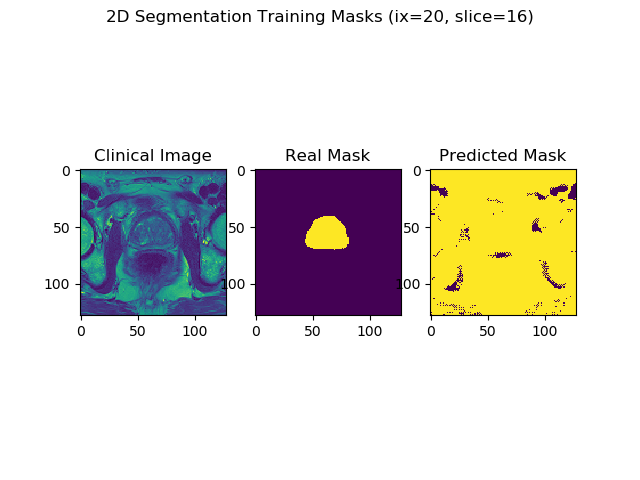 2D Segmentation Training Masks (ix=20, slice=16)
Clinical Image Real Mask Predicted Mask
0 0 0
50 50 50
100 100 100
0 50 100 0 50 100 0 50 100